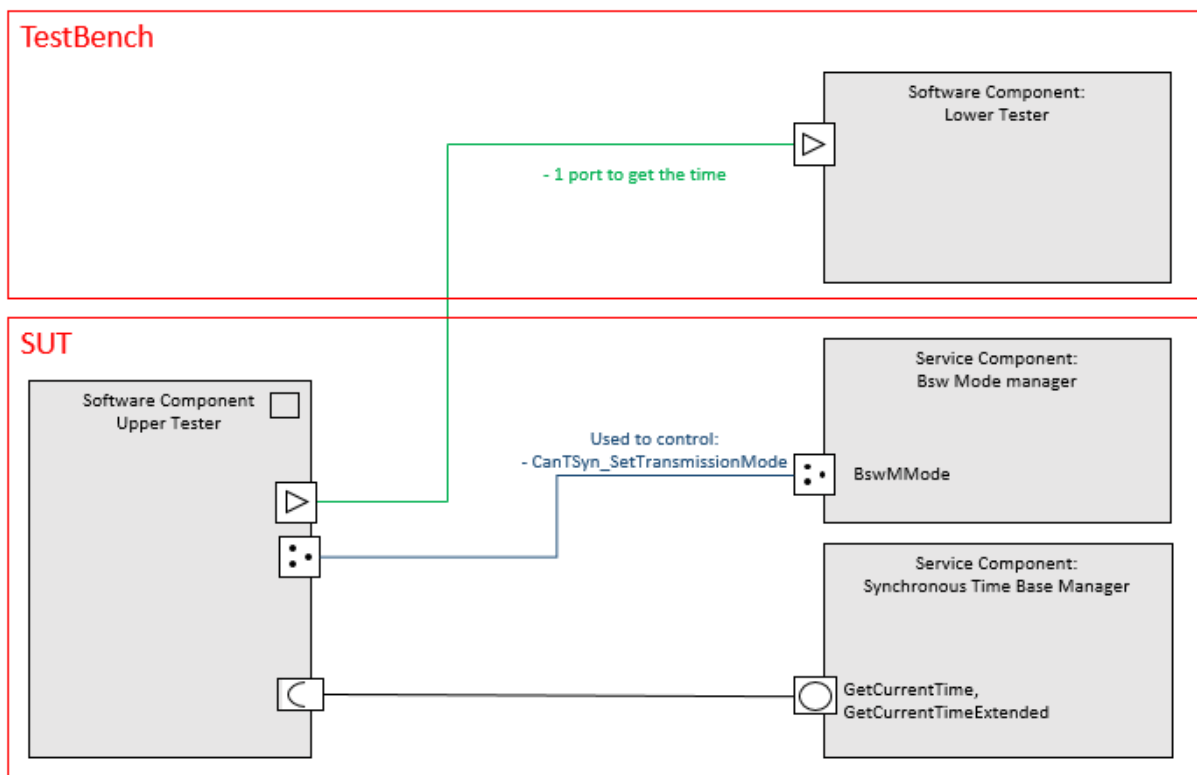 TestBench
Software Component:
Lower Tester
- 1 port to get the time
SUT
Service Component:
Bsw Mode manager
Software Component
Upper Tester
Used to control:
- CanTSyn_SetTransmissionMode
BswMMode
Service Component:
Synchronous Time Base Manager
GetCurrentTime,
GetCurrentTimeExtended